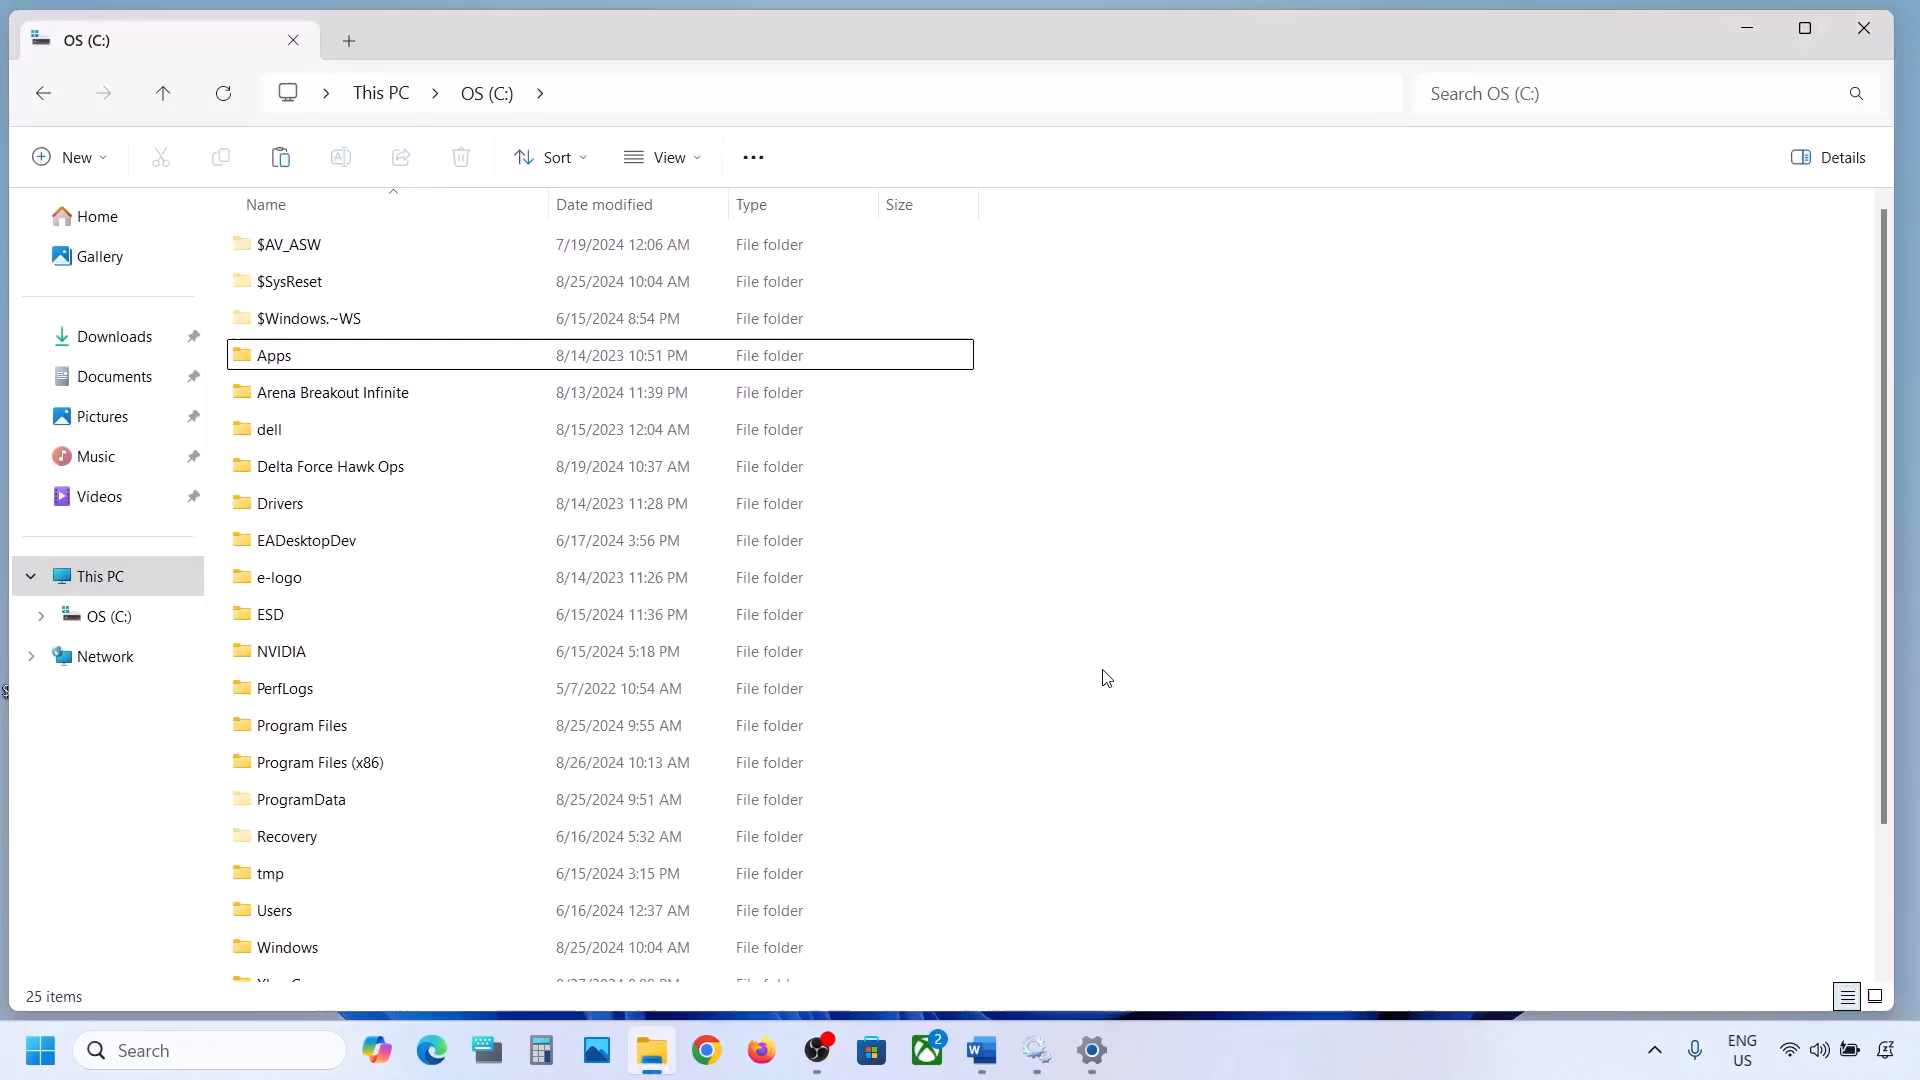 OS (C:)
This PC
OS (C:)
Search OS (C:)
New
Sort
View
Details
Name
Date modified
Type
Size
Home
Gallery
Downloads
Documents
Pictures
Music
Videos
This PC
OS (C:)
Network
$AV_ASW 7/19/2024 12:06 AM File folder
$SysReset 8/25/2024 10:04 AM File folder
$Windows.~WS 6/15/2024 8:54 PM File folder
Apps 8/14/2023 10:51 PM File folder
Arena Breakout Infinite 8/13/2024 11:39 PM File folder
dell 8/15/2023 12:04 AM File folder
Delta Force Hawk Ops 8/19/2024 10:37 AM File folder
Drivers 8/14/2023 11:28 PM File folder
EADesktopDev 6/17/2024 3:56 PM File folder
e-logo 8/14/2023 11:26 PM File folder
ESD 6/15/2024 11:36 PM File folder
NVIDIA 6/15/2024 5:18 PM File folder
PerfLogs 5/7/2022 10:54 AM File folder
Program Files 8/25/2024 9:55 AM File folder
Program Files (x86) 8/26/2024 10:13 AM File folder
ProgramData 8/25/2024 9:51 AM File folder
Recovery 6/16/2024 5:32 AM File folder
tmp 6/15/2024 3:15 PM File folder
Users 6/16/2024 12:37 AM File folder
Windows 8/25/2024 10:04 AM File folder
25 items
Search
2
ENG
US